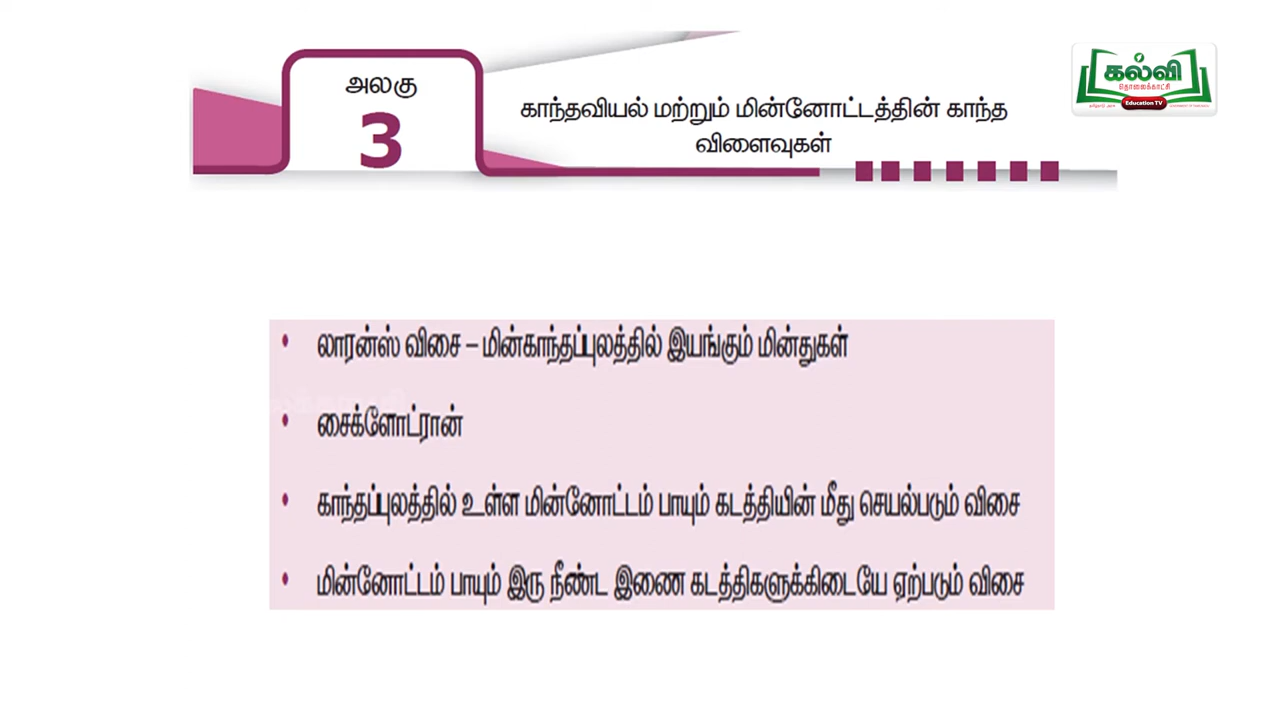 அலகு
3
காந்தவியல் மற்றும் மின்னோட்டத்தின் காந்த
விளைவுகள்
கல்வி
தொலைக்காட்சி
Education TV
• லாரன்ஸ் விசை – மின்காந்தப்புலத்தில் இயங்கும் மின்துகள்
• சைக்ளோட்ரான்
• காந்தப்புலத்தில் உள்ள மின்னோட்டம் பாயும் கடத்தியின் மீது செயல்படும் விசை
• மின்னோட்டம் பாயும் இரு நீண்ட இணை கடத்திகளுக்கிடையே ஏற்படும் விசை